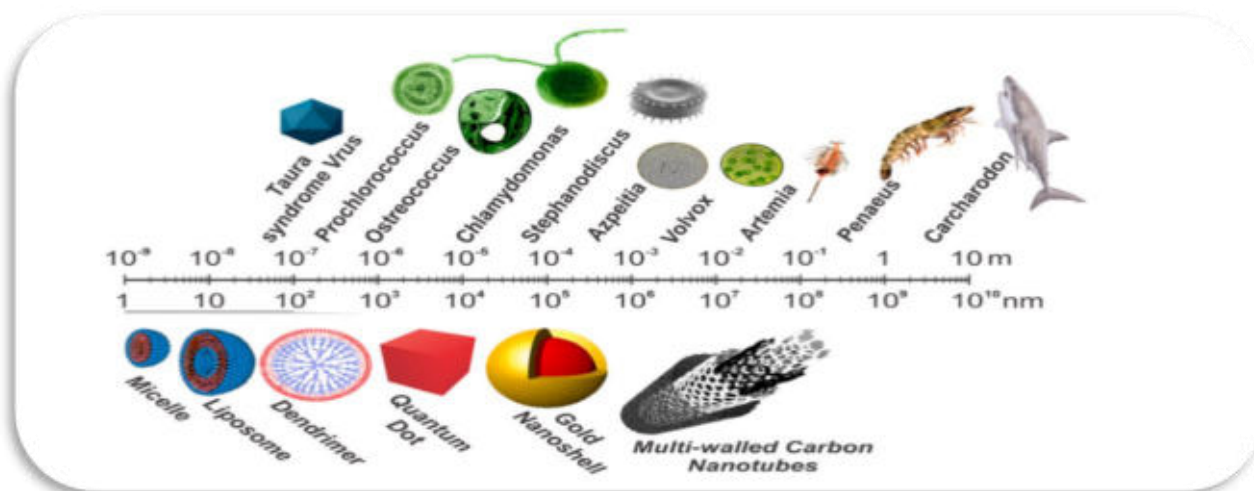 Taura
syndrome Vrus
Prochlorococcus
Ostreococcus
Chlamydomonas
Stephanodiscus
Azpeitia
Volvox
Artemia
Penaeus
Carcharodon
10⁻⁹ 10⁻⁸ 10⁻⁷ 10⁻⁶ 10⁻⁵ 10⁻⁴ 10⁻³ 10⁻² 10⁻¹ 1 10 m
1 10 10² 10³ 10⁴ 10⁵ 10⁶ 10⁷ 10⁸ 10⁹ 10¹⁰ nm
Micelle
Liposome
Dendrimer
Quantum
Dot
Gold
Nanoshell
Multi-walled Carbon
Nanotubes